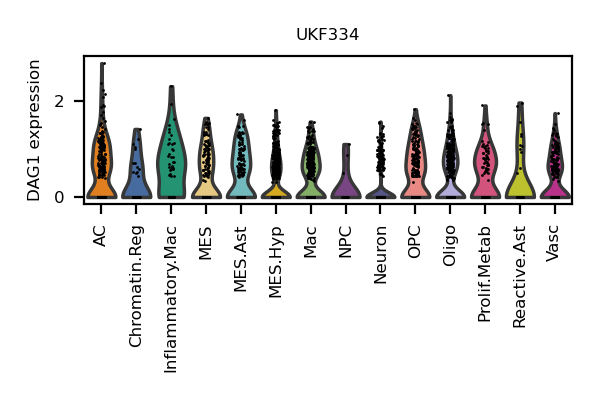 UKF334
DAG1 expression
2
0
AC
Chromatin.Reg
Inflammatory.Mac
MES
MES.Ast
MES.Hyp
Mac
NPC
Neuron
OPC
Oligo
Prolif.Metab
Reactive.Ast
Vasc